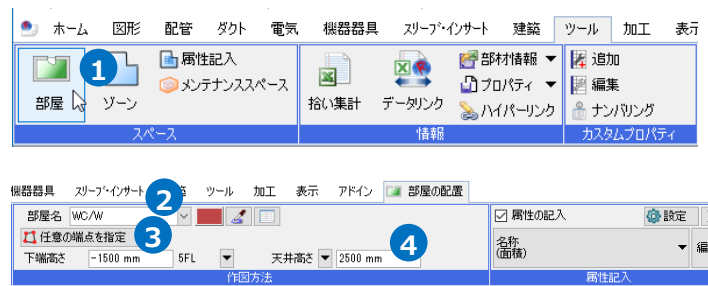 ホーム 図形 配管 ダクト 電気 機器器具 スリーブ・インサート 建築 ツール 加工 表示
部屋 1 ゾーン
属性記入
メンテナンススペース
スペース
拾い集計 データリンク
部材情報
プロパティ
ハイパーリンク
情報
追加
編集
ナンバリング
カスタムプロパティ
機器器具 スリーブ・インサート ツール 加工 表示 アドイン 部屋の配置
2
部屋名 WC/W
任意の端点を指定 3
下端高さ -1500 mm 5FL 天井高さ 2500 mm
4
作図方法
属性の記入 設定
名称
(面積)
属性記入